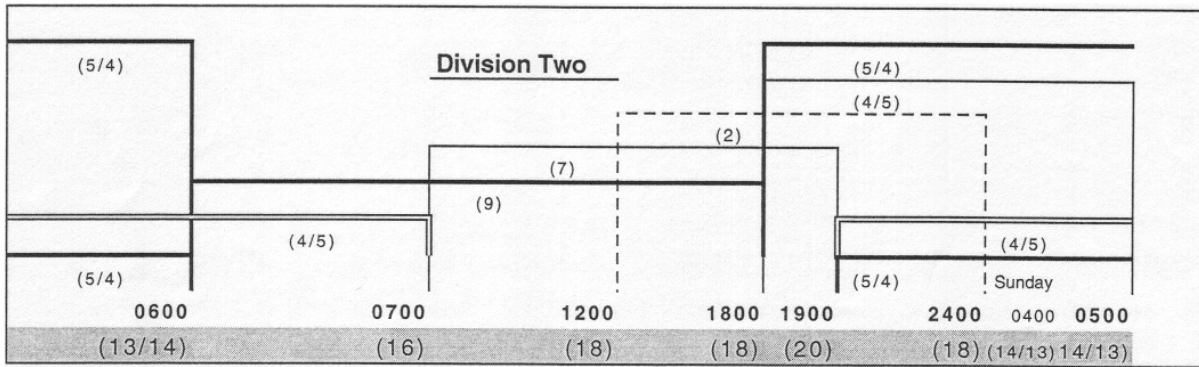 (5/4)
Division Two
(5/4)
(4/5)
(2)
(7)
(9)
(4/5)
(4/5)
(5/4)
(5/4)
Sunday
0600 0700 1200 1800 1900 2400 0400 0500
(13/14) (16) (18) (18) (20) (18) (14/13) 14/13)